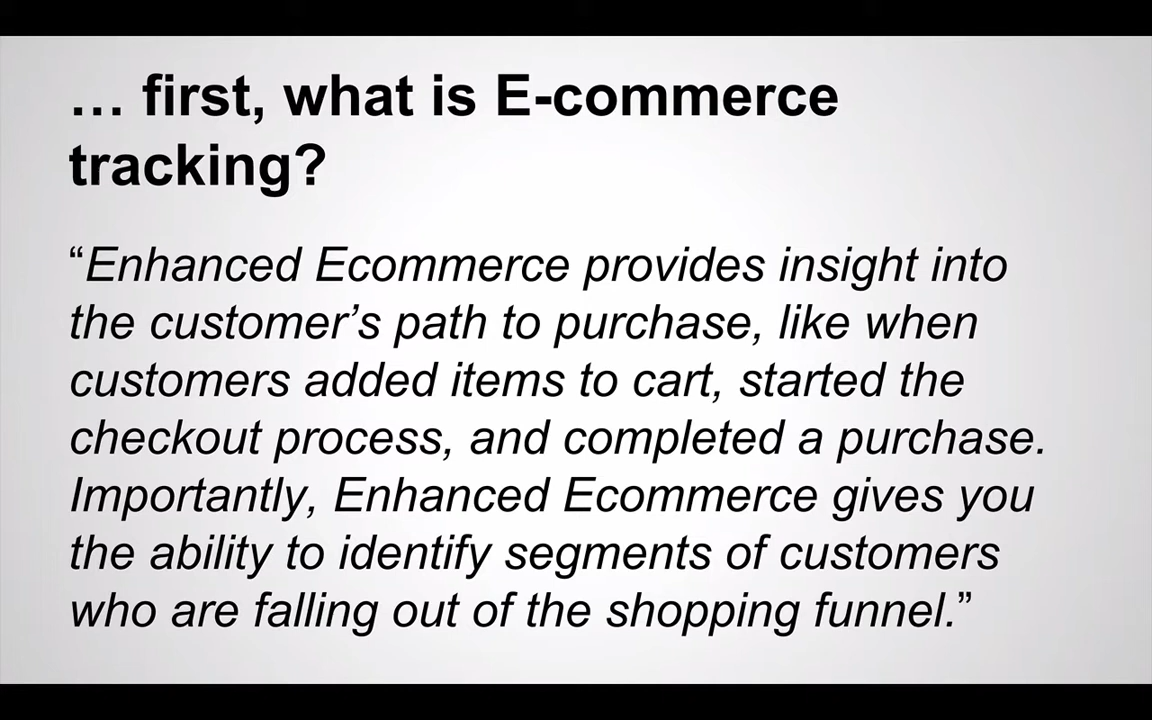 … first, what is E-commerce
tracking?
“Enhanced Ecommerce provides insight into
the customer’s path to purchase, like when
customers added items to cart, started the
checkout process, and completed a purchase.
Importantly, Enhanced Ecommerce gives you
the ability to identify segments of customers
who are falling out of the shopping funnel.”